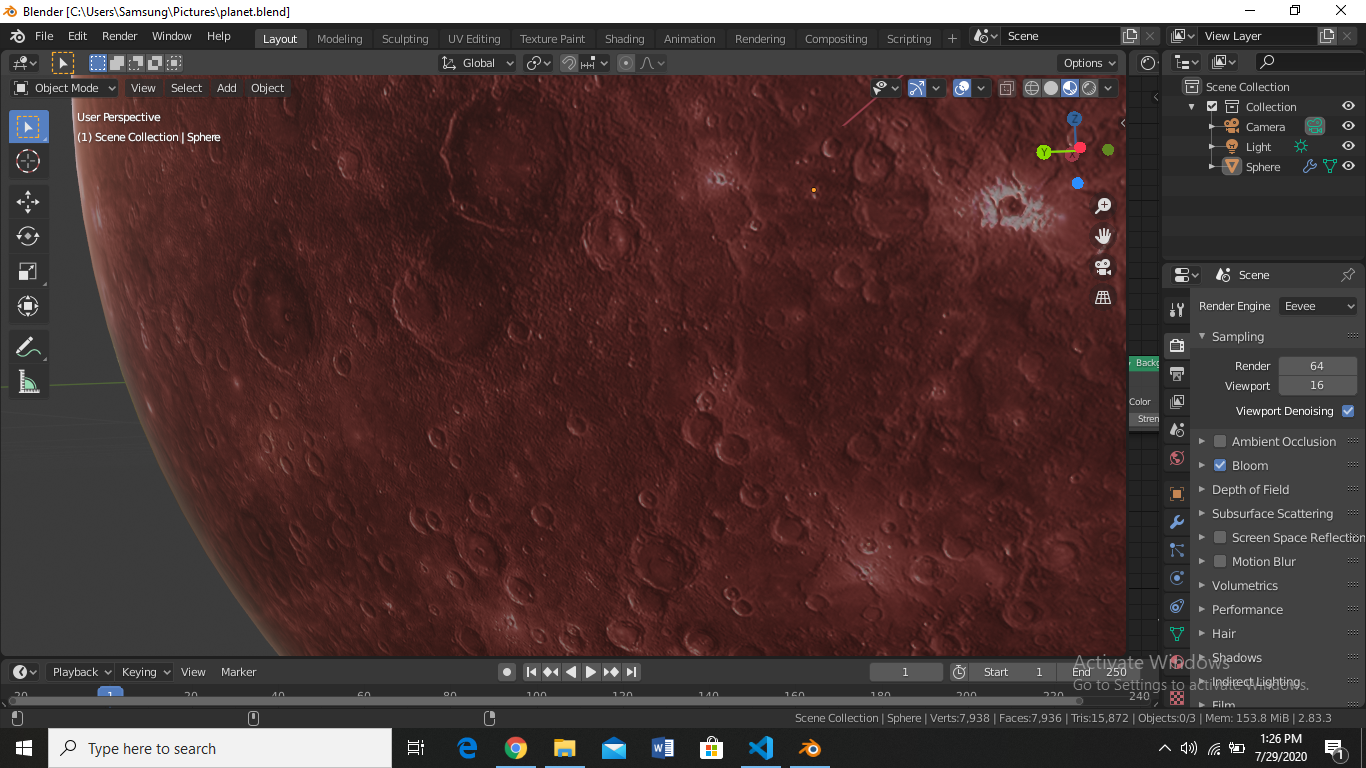 Blender [C:\Users\Samsung\Pictures\planet.blend]
File Edit Render Window Help Layout Modeling Sculpting UV Editing Texture Paint Shading Animation Rendering Compositing Scripting + Scene View Layer
Global Options
Object Mode View Select Add Object
User Perspective
(1) Scene Collection | Sphere
Z
Y
X
Scene Collection
Collection
Camera
Light
Sphere
Scene
Render Engine Eevee
Sampling
Render 64
Viewport 16
Viewport Denoising
Ambient Occlusion
Bloom
Depth of Field
Subsurface Scattering
Screen Space Reflection
Motion Blur
Volumetrics
Performance
Hair
Shadows
Indirect Lighting
Film
Backg
Color
Stren
Playback Keying View Marker 1 Start 1 End 250
-20 1 20 40 60 80 100 120 140 160 180 200 220 240
Activate Windows
Go to Settings to activate Windows.
Scene Collection | Sphere | Verts:7,938 | Faces:7,936 | Tris:15,872 | Objects:0/3 | Mem: 153.8 MiB | 2.83.3
Type here to search
1:26 PM
7/29/2020
1